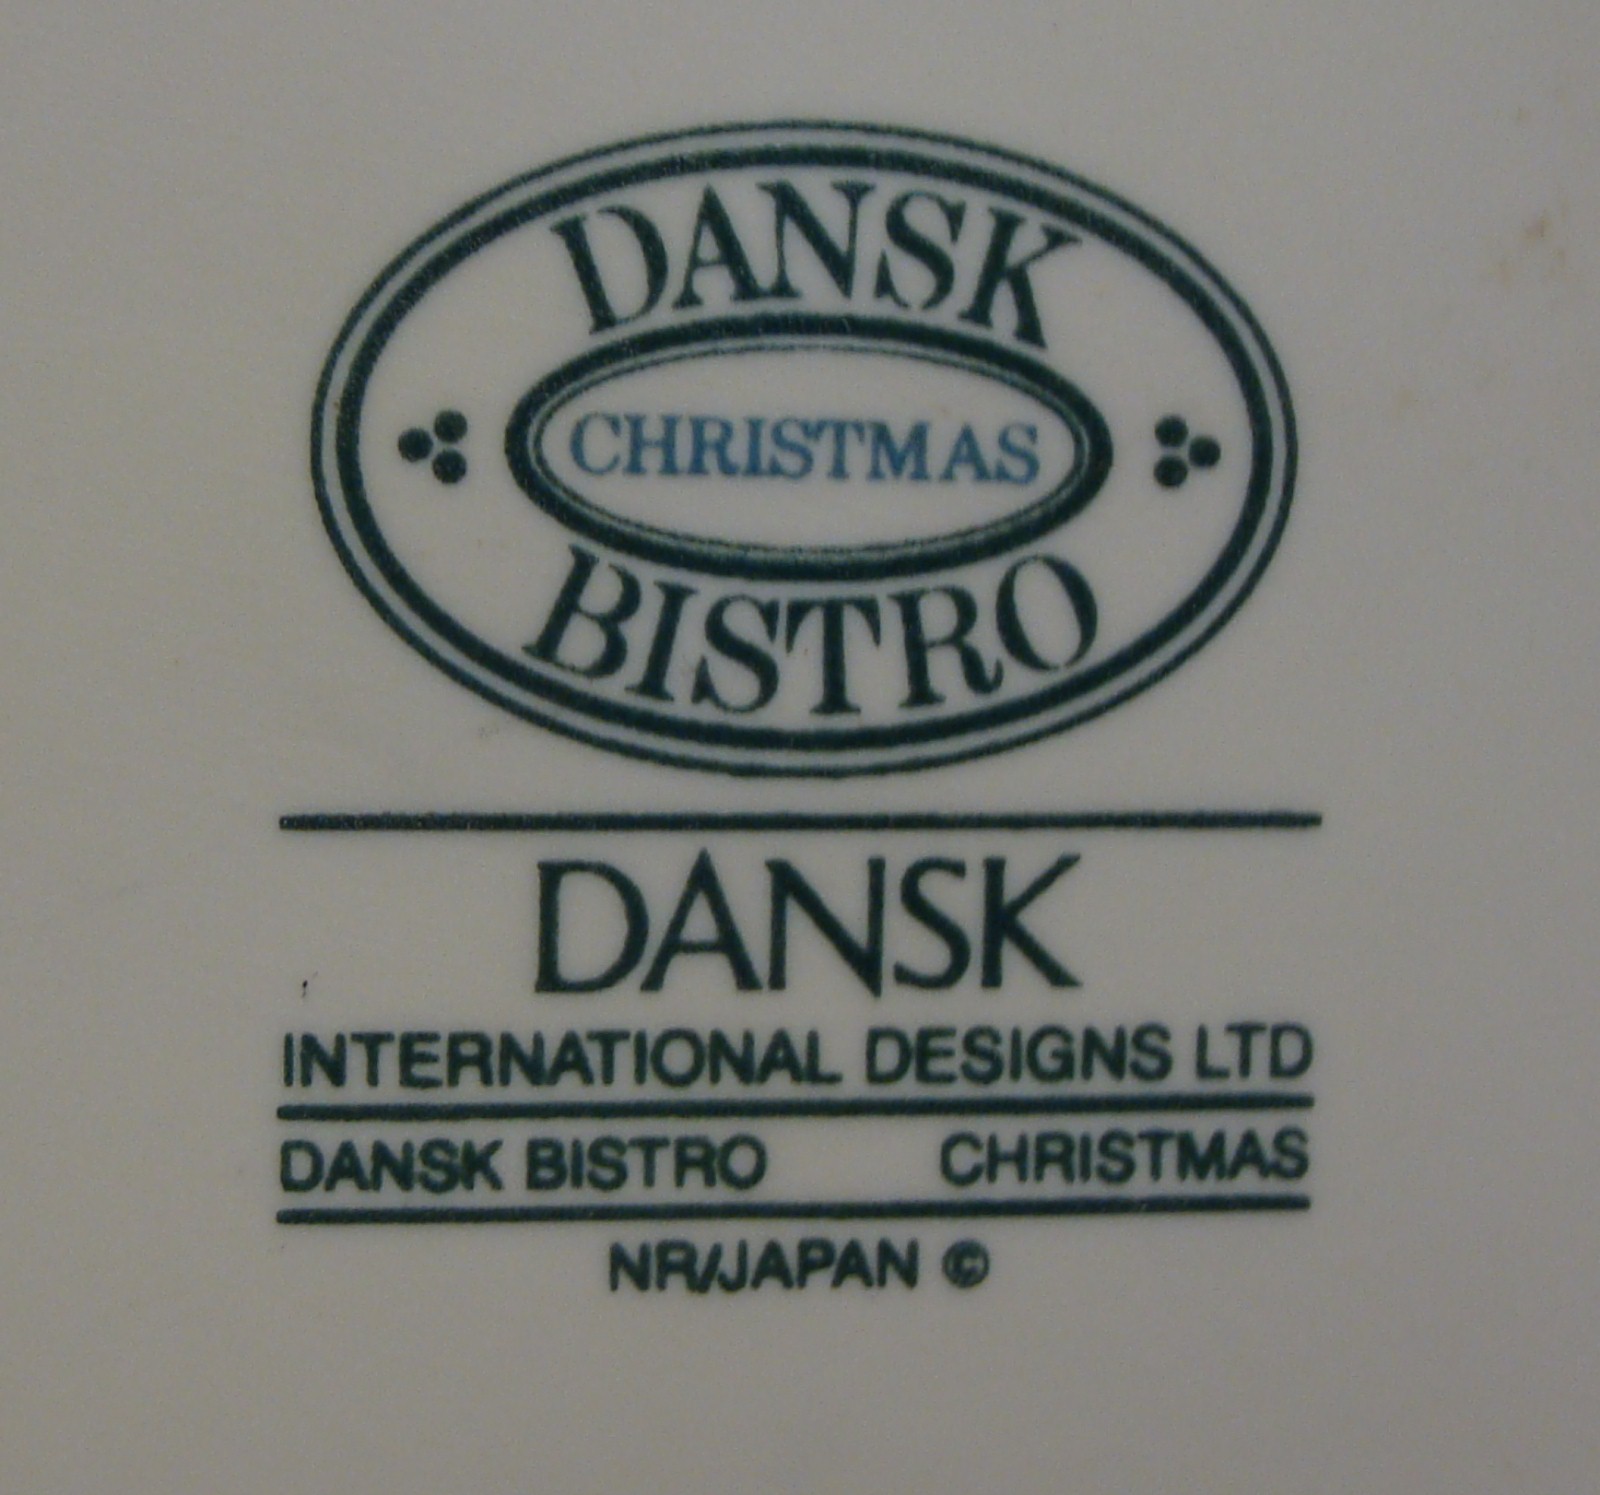 DANSK
CHRISTMAS
BISTRO
DANSK
INTERNATIONAL DESIGNS LTD
DANSK BISTRO CHRISTMAS
NR/JAPAN ©